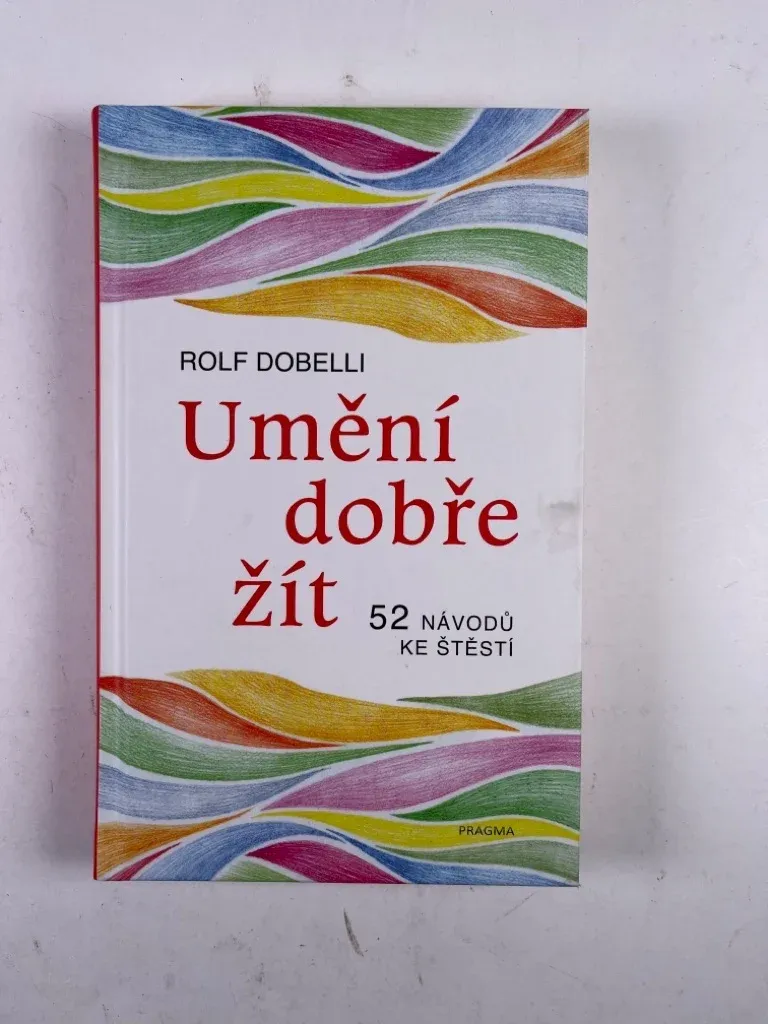 ROLF DOBELLI
Umění
dobře
žít
52 NÁVODŮ
KE ŠTĚSTÍ
PRAGMA